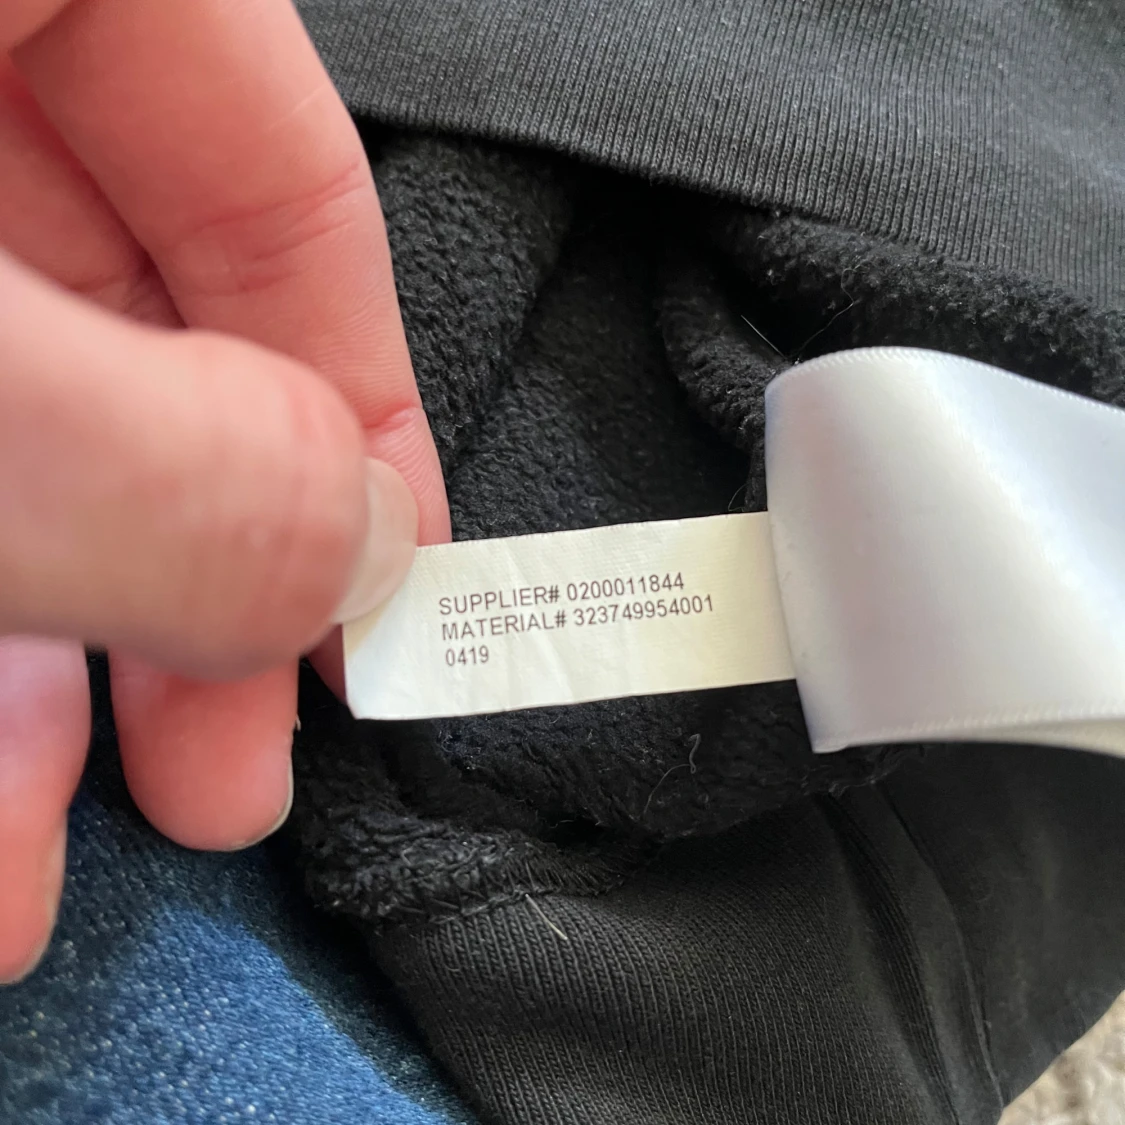 SUPPLIER# 0200011844
MATERIAL# 323749954001
0419